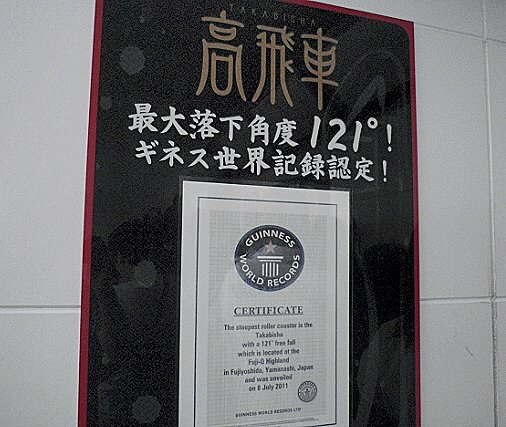 TAKABISHA
高飛車
最大落下角度121°!
ギネス世界記録認定!
GUINNESS
WORLD RECORDS
CERTIFICATE
The steepest roller coaster is the
Takabisha
with a 121° free fall
which is located at the
Fuji-Q Highland
in Fujiyoshida, Yamanashi, Japan
and was unveiled
on 8 July 2011
GUINNESS WORLD RECORDS LTD